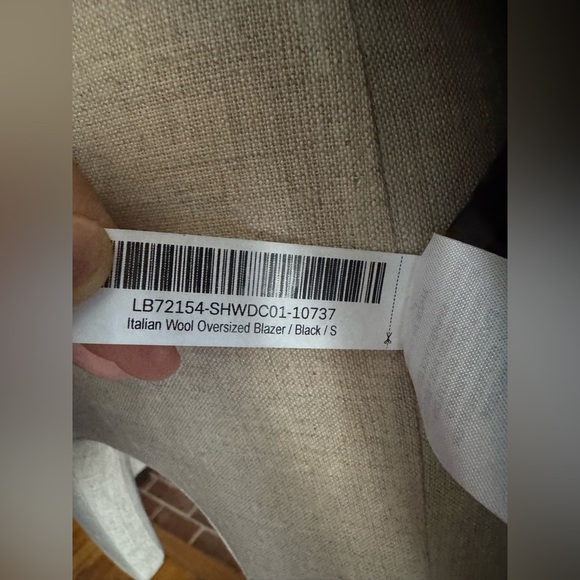 LB72154-SHWDC01-10737
Italian Wool Oversized Blazer / Black / S